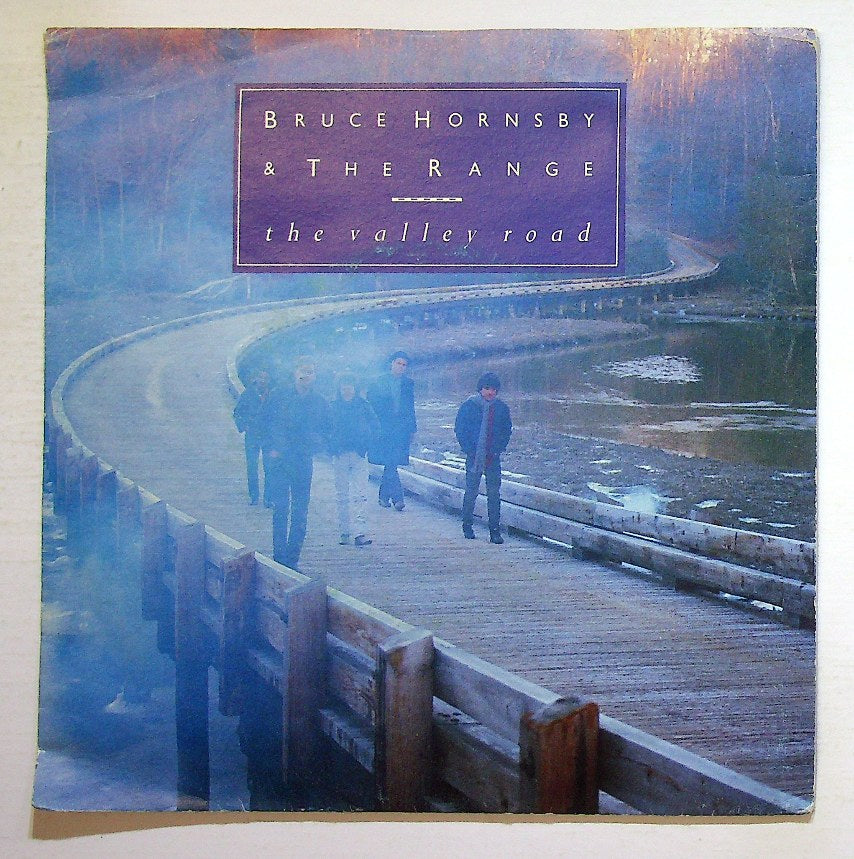 BRUCE HORNSBY
& THE RANGE
the valley road